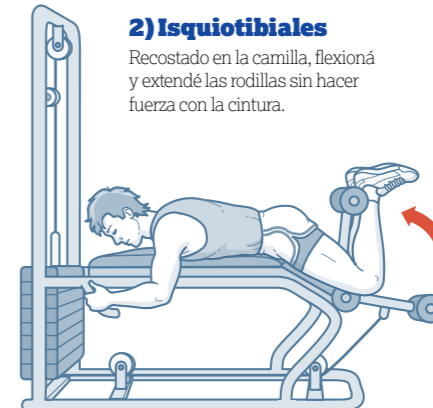 2) Isquiotibiales
Recostado en la camilla, flexioná
y extendé las rodillas sin hacer
fuerza con la cintura.